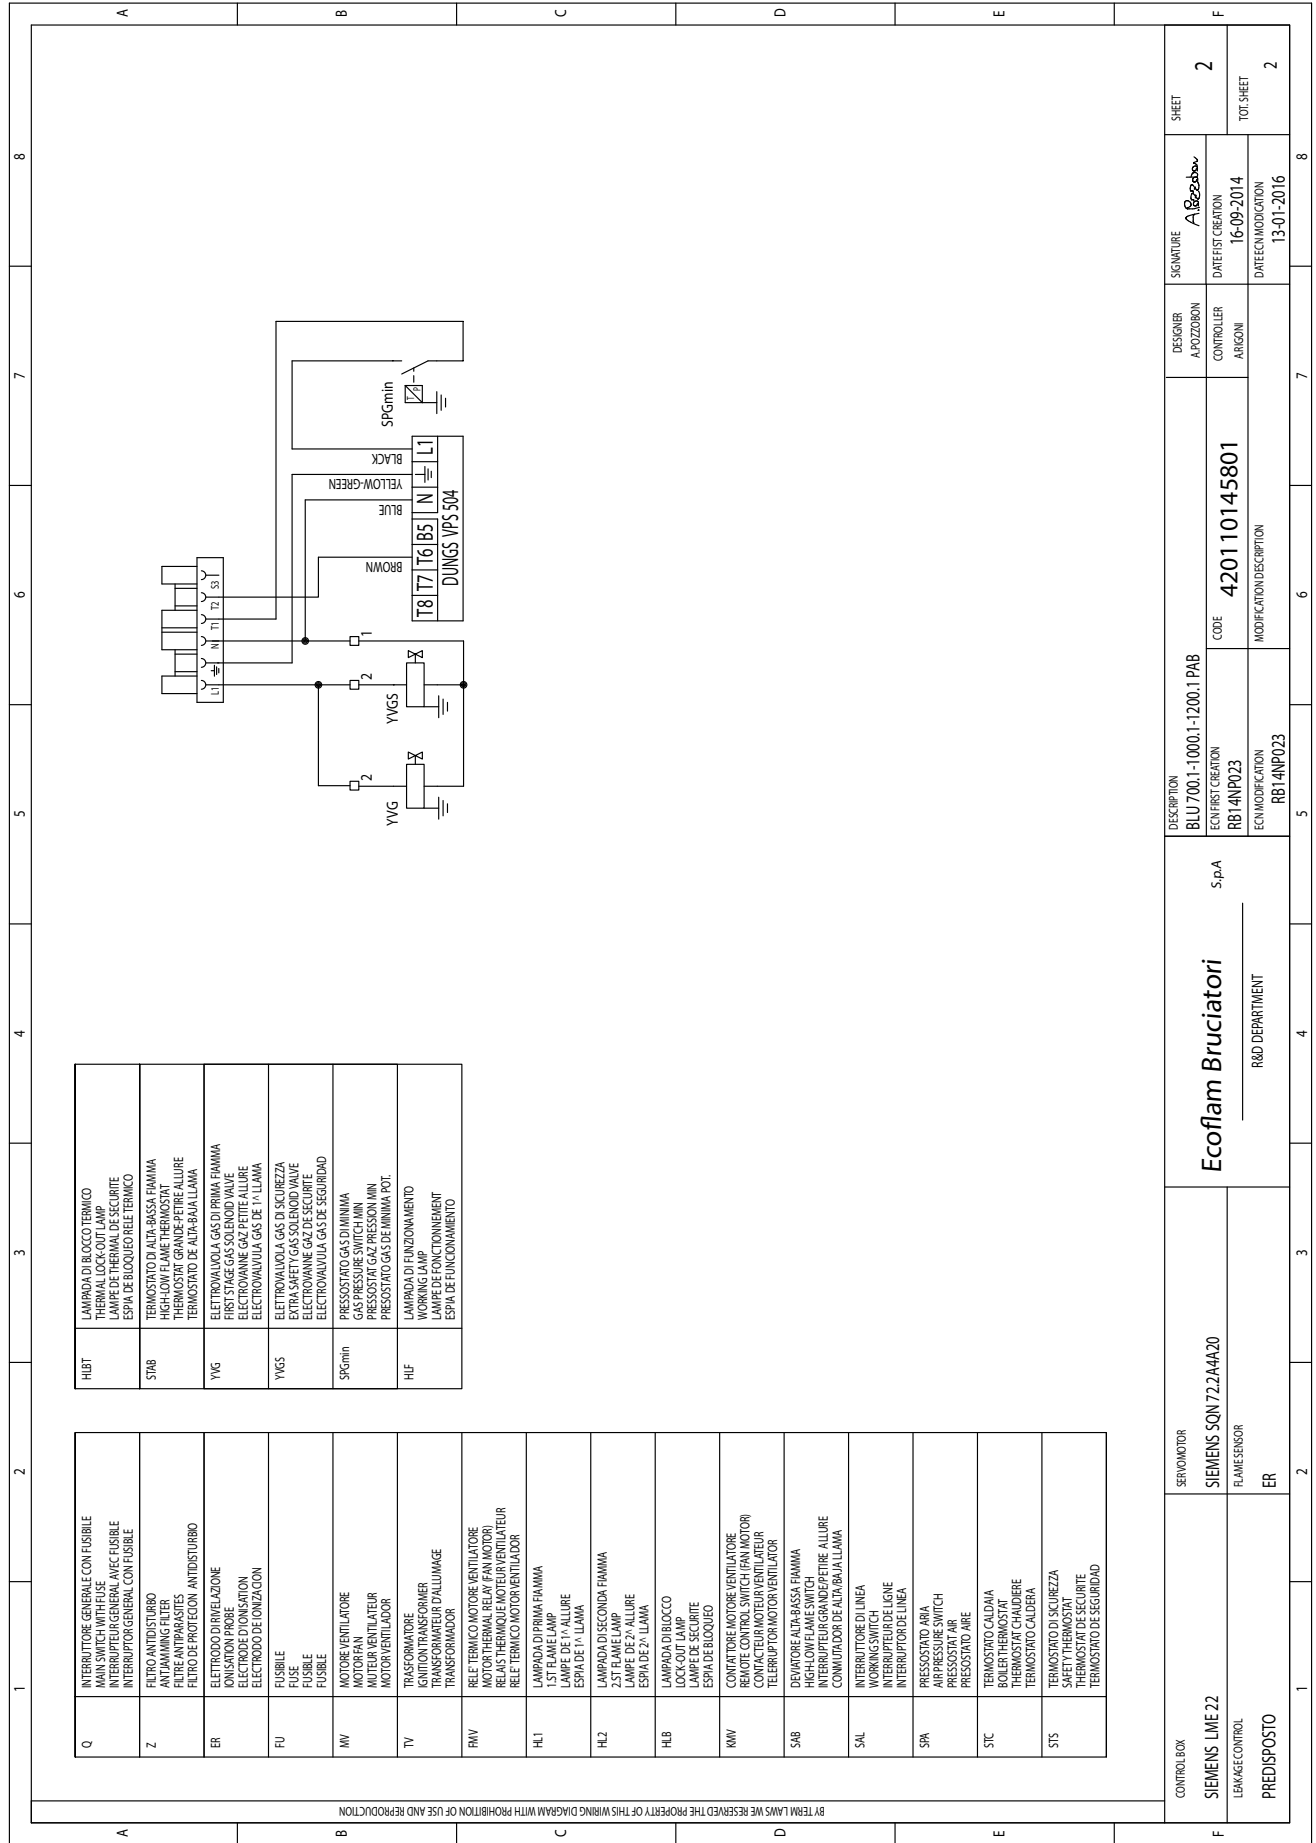 1
2
3
4
5
6
7
8
A
B
C
D
E
F
BY TERM LAWS WE RESERVED THE PROPERTY OF THIS WIRING DIAGRAM WITH PROHIBITION OF USE AND REPRODUCTION
Q
INTERRUTTORE GENERALE CON FUSIBILE
MAIN SWITCH WITH FUSE
INTERRUPTEUR GENERAL AVEC FUSIBLE
INTERRUPTOR GENERAL CON FUSIBLE
Z
FILTRO ANTIDISTURBO
ANTIJAMMING FILTER
FILTRE ANTIPARASITES
FILTRO DE PROTECION ANTIDISTURBIO
ER
ELETTRODO DI RIVELAZIONE
IONISATION PROBE
ELECTRODE D'IONISATION
ELECTRODO DE IONIZACION
FU
FUSIBILE
FUSE
FUSIBLE
FUSIBLE
MV
MOTORE VENTILATORE
MOTOR FAN
MUTEUR VENTILATEUR
MOTOR VENTILADOR
TV
TRASFORMATORE
IGNITION TRANSFORMER
TRANSFORMATEUR D'ALLUMAGE
TRANSFORMADOR
FMV
RELE' TERMICO MOTORE VENTILATORE
MOTOR THERMAL RELAY (FAN MOTOR)
RELAIS THERMIQUE MOTEUR VENTILATEUR
RELE' TERMICO MOTOR VENTILADOR
HL1
LAMPADA DI PRIMA FIAMMA
1.ST FLAME LAMP
LAMPE DE 1^ ALLURE
ESPIA DE 1^ LLAMA
HL2
LAMPADA DI SECONDA FIAMMA
2.ST FLAME LAMP
LAMPE DE 2^ ALLURE
ESPIA DE 2^ LLAMA
HLB
LAMPADA DI BLOCCO
LOCK-OUT LAMP
LAMPE DE SECURITE
ESPIA DE BLOQUEO
KMV
CONTATTORE MOTORE VENTILATORE
REMOTE CONTROL SWITCH (FAN MOTOR)
CONTACTEUR MOTEUR VENTILATEUR
TELERRUPTOR MOTOR VENTILATOR
SAB
DEVIATORE ALTA-BASSA FIAMMA
HIGH-LOW FLAME SWITCH
INTERRUPTEUR GRANDE/PETIRE ALLURE
CONMUTADOR DE ALTA/BAJA LLAMA
SAL
INTERRUTTORE DI LINEA
WORKING SWITCH
INTERRUPTEUR DE LIGNE
INTERRUPTOR DE LINEA
SPA
PRESSOSTATO ARIA
AIR PRESSURE SWITCH
PRESSOSTAT AIR
PRESOSTATO AIRE
STC
TERMOSTATO CALDAIA
BOILER THERMOSTAT
THERMOSTAT CHAUDIERE
TERMOSTATO CALDERA
STS
TERMOSTATO DI SICUREZZA
SAFETY THERMOSTAT
THERMOSTAT DE SECURITE
TERMOSTATO DE SEGURIDAD
HLBT
LAMPADA DI BLOCCO TERMICO
THERMAL LOCK-OUT LAMP
LAMPE DE THERMAL DE SECURITE
ESPIA DE BLOQUEO RELE TERMICO
STAB
TERMOSTATO DI ALTA-BASSA FIAMMA
HIGH-LOW FLAME THERMOSTAT
THERMOSTAT GRANDE-PETIRE ALLURE
TERMOSTATO DE ALTA-BAJA LLAMA
YVG
ELETTROVALVOLA GAS DI PRIMA FIAMMA
FIRST STAGE GAS SOLENOID VALVE
ELECTROVANNE GAZ PETITE ALLURE
ELECTROVALVULA GAS DE 1^ LLAMA
YVGS
ELETTROVALVOLA GAS DI SICUREZZA
EXTRA SAFETY GAS SOLENOID VALVE
ELECTROVANNE GAZ DE SECURITE
ELECTROVALVULA GAS DE SEGURIDAD
SPGmin
PRESSOSTATO GAS DI MINIMA
GAS PRESSURE SWITCH MIN
PRESSOSTAT GAZ PRESSION MIN
PRESOSTATO GAS DE MINIMA POT.
HLF
LAMPADA DI FUNZIONAMENTO
WORKING LAMP
LAMPE DE FONCTIONNEMENT
ESPIA DE FUNCIONAMIENTO
L1
N
T1
T2
S3
2
2
1
YVG
YVGS
BROWN
BLUE
YELLOW-GREEN
BLACK
SPGmin
T8 T7 T6 B5 N L1
DUNGS VPS 504
CONTROL BOX
SIEMENS LME 22
LEAKAGE CONTROL
PREDISPOSTO
SERVOMOTOR
SIEMENS SQN 72.2A4A20
FLAME SENSOR
ER
Ecoflam Bruciatori S.p.A
R&D DEPARTMENT
DESCRIPTION
BLU 700.1-1000.1-1200.1 PAB
ECN FIRST CREATION
RB14NP023
CODE
420110145801
ECN MODIFICATION
RB14NP023
MODIFICATION DESCRIPTION
DESIGNER
A.POZZOBON
CONTROLLER
A.RIGONI
SIGNATURE
A.Pozzobon
DATE FIST CREATION
16-09-2014
DATE ECN MODICATION
13-01-2016
SHEET
2
TOT. SHEET
2
1
2
3
4
5
6
7
8
A
B
C
D
E
F